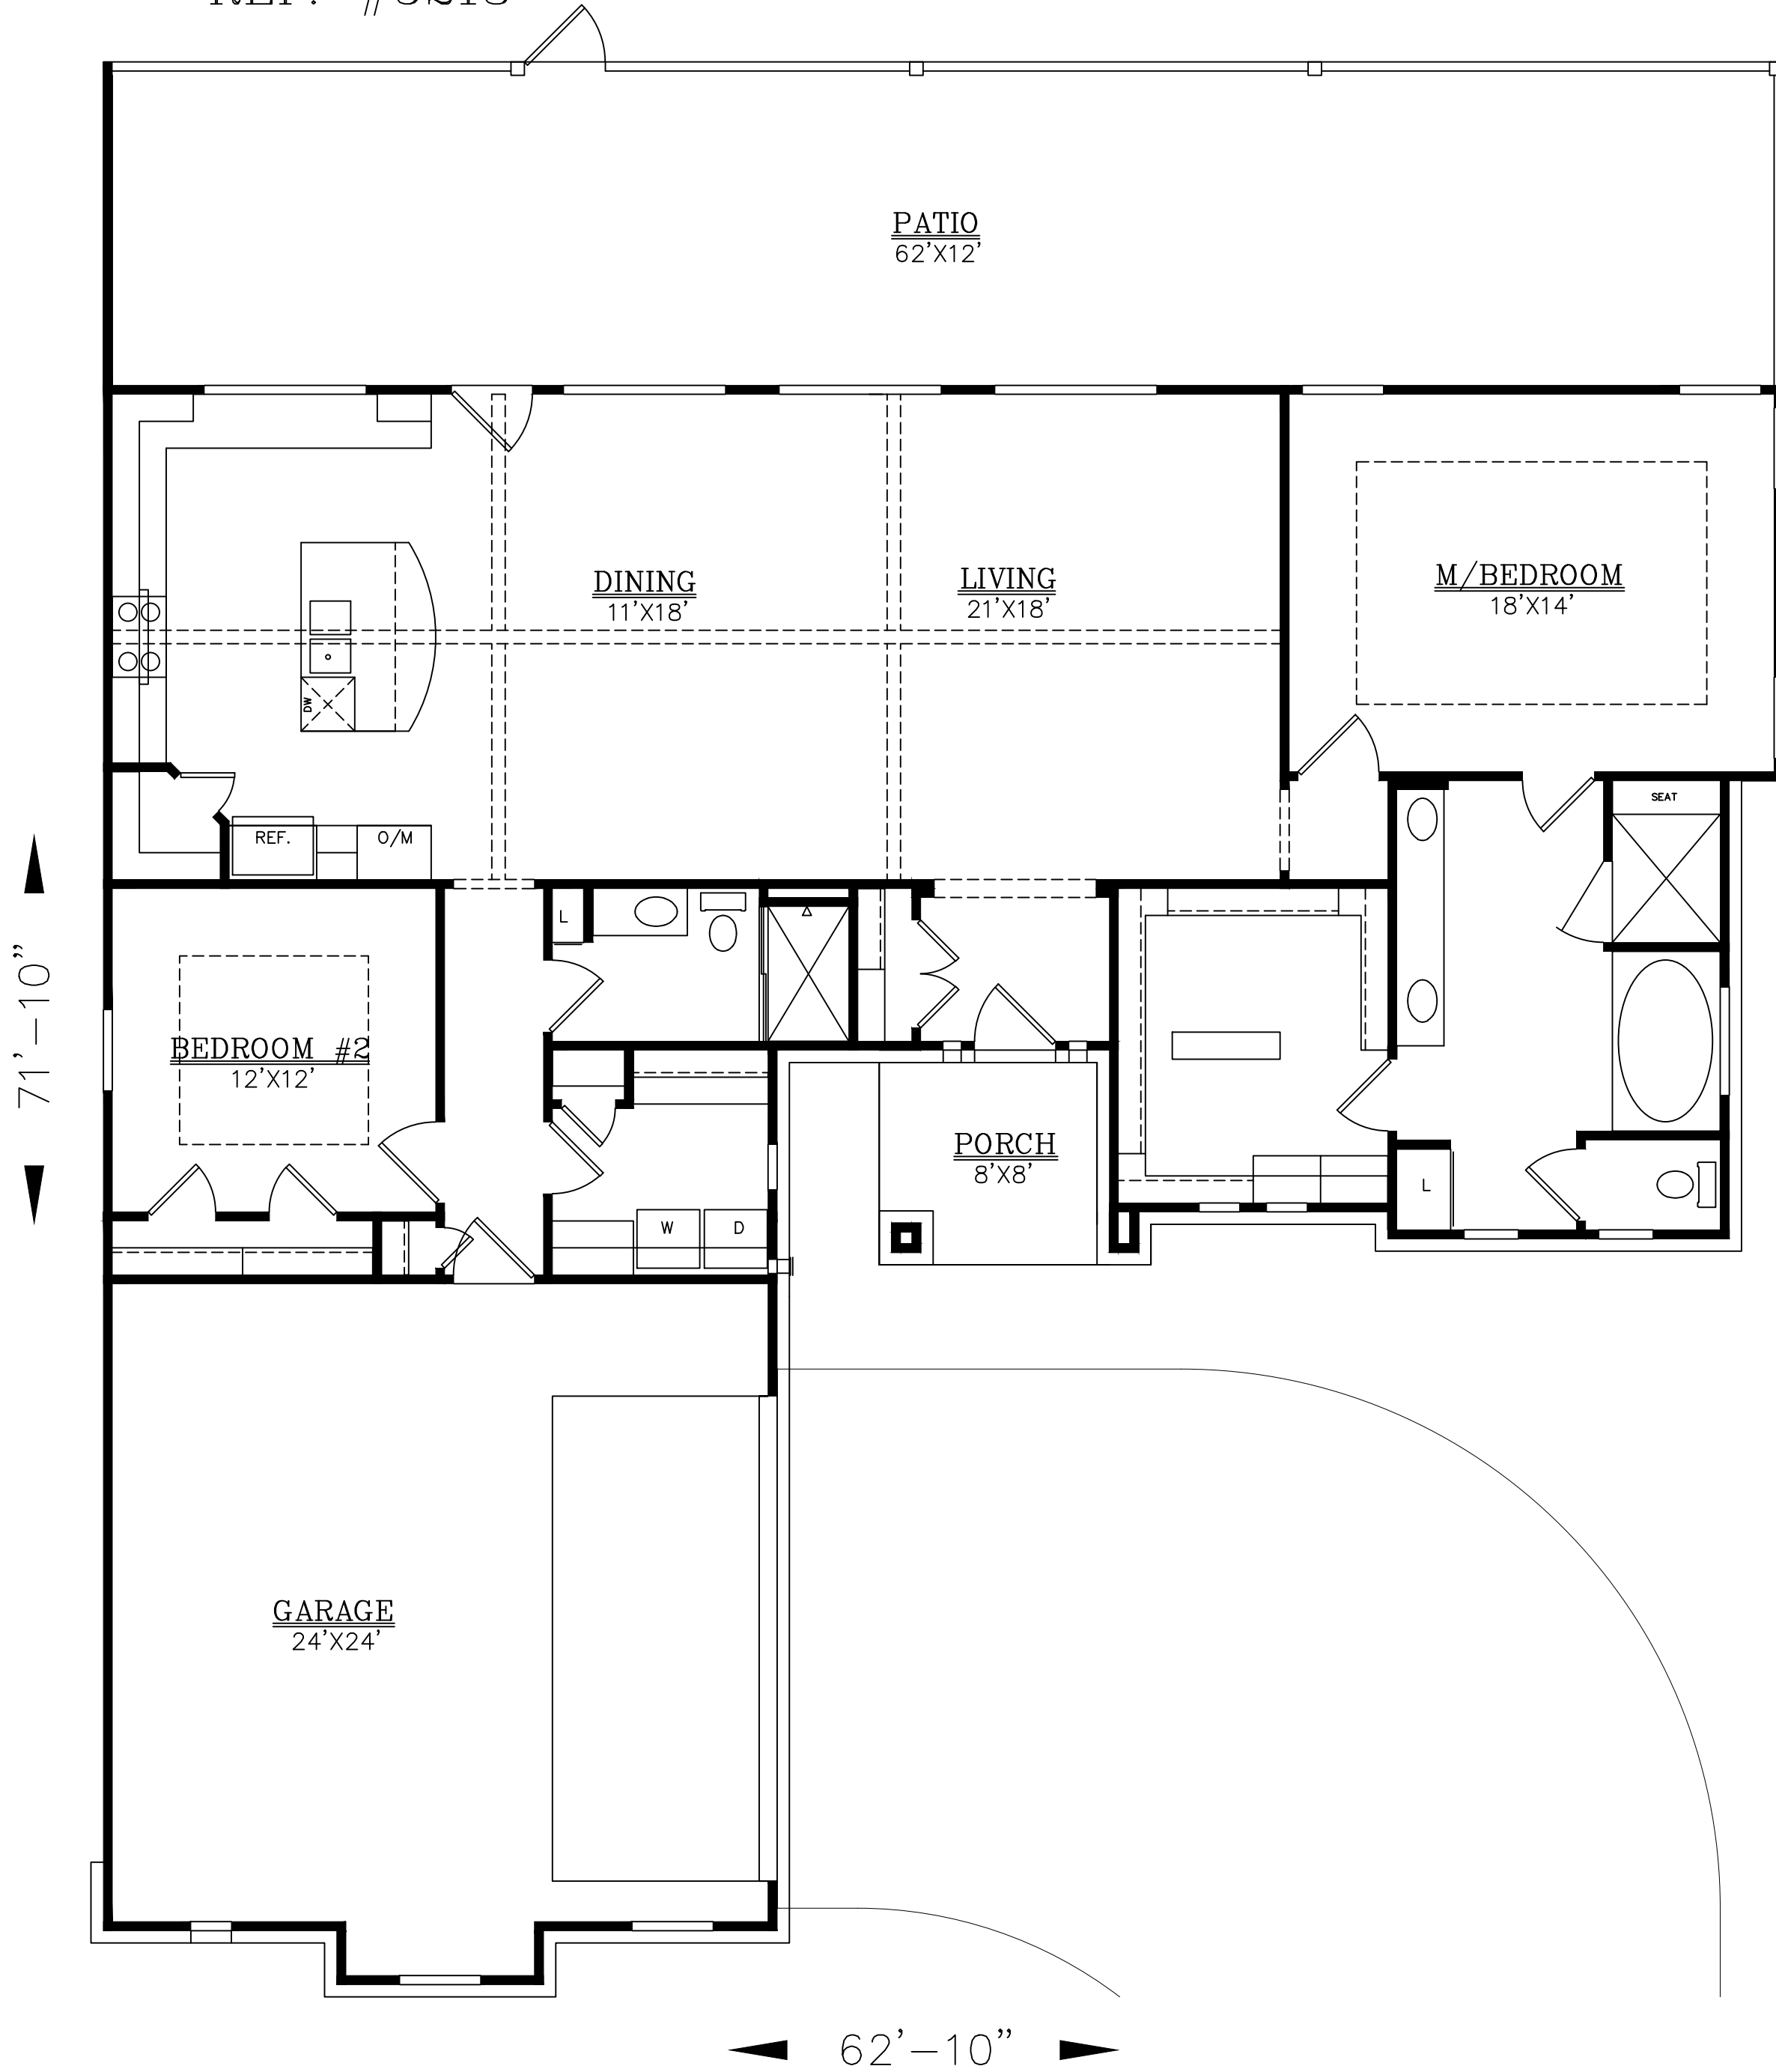 PATIO
62'X12'
DINING
11'X18'
LIVING
21'X18'
M/BEDROOM
18'X14'
DW
SEAT
REF.
O/M
L
BEDROOM #2
12'X12'
71'-10"
PORCH
8'X8'
L
W
D
GARAGE
24'X24'
62'-10"